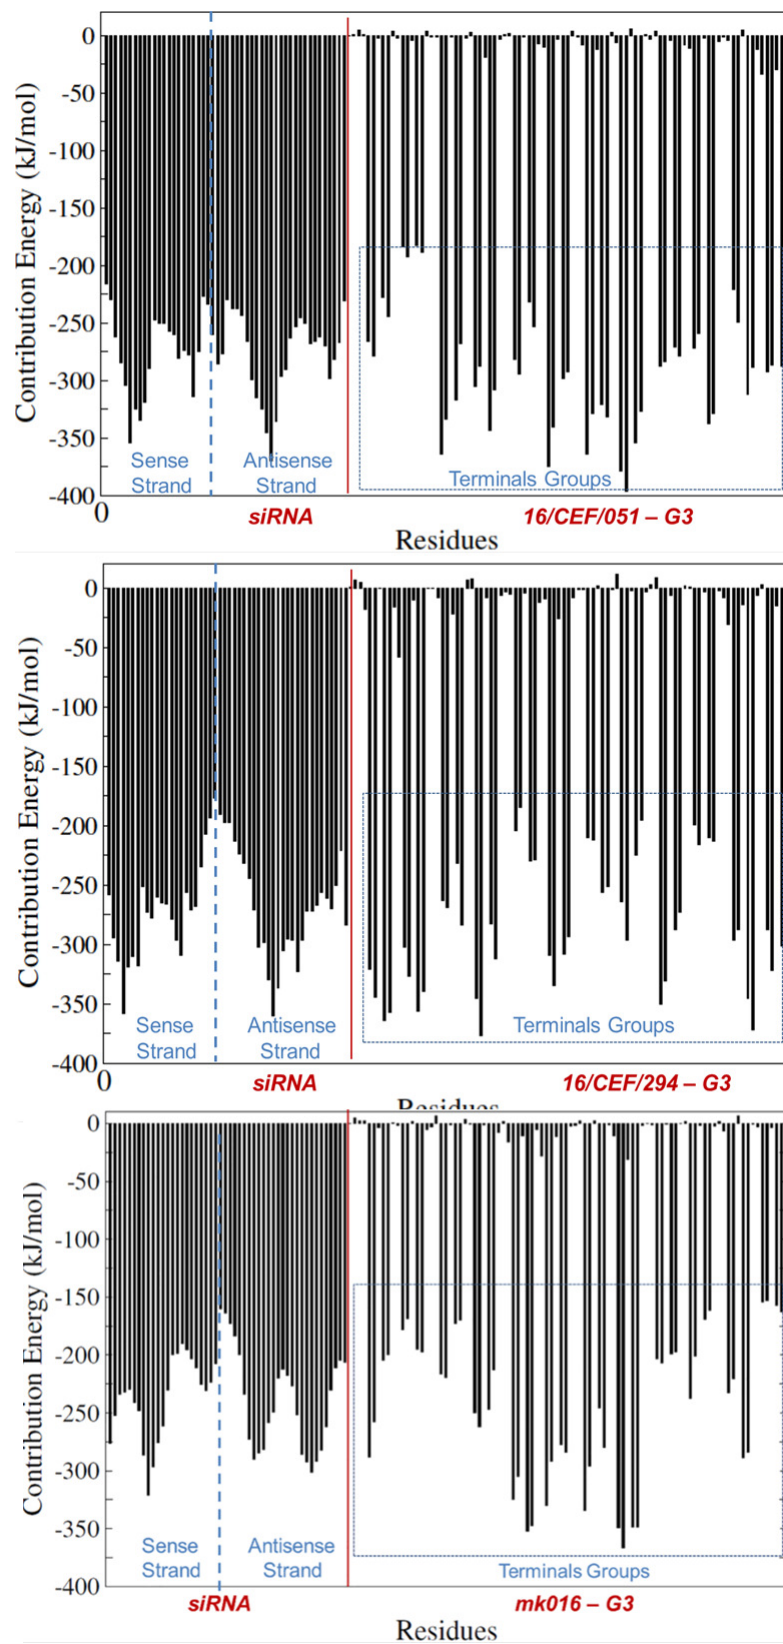 Contribution Energy (kJ/mol)
0
-50
-100
-150
-200
-250
-300
-350
-400
Sense
Strand
Antisense
Strand
Terminals Groups
0
siRNA
16/CEF/051 – G3
Residues
Contribution Energy (kJ/mol)
0
-50
-100
-150
-200
-250
-300
-350
-400
Sense
Strand
Antisense
Strand
Terminals Groups
0
siRNA
16/CEF/294 – G3
Residues
Contribution Energy (kJ/mol)
0
-50
-100
-150
-200
-250
-300
-350
-400
Sense
Strand
Antisense
Strand
Terminals Groups
siRNA
mk016 – G3
Residues